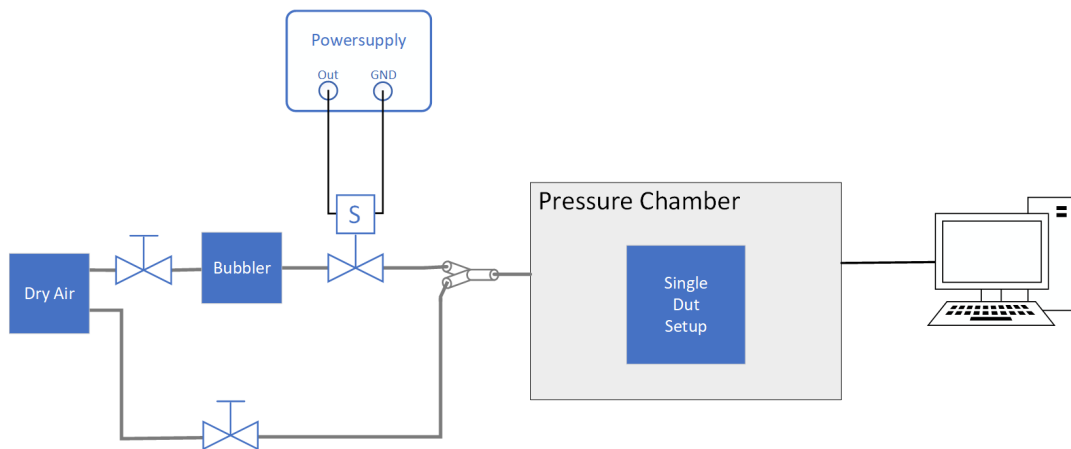 Powersupply
Out GND
S
Pressure Chamber
Dry Air
Bubbler
Single
Dut
Setup